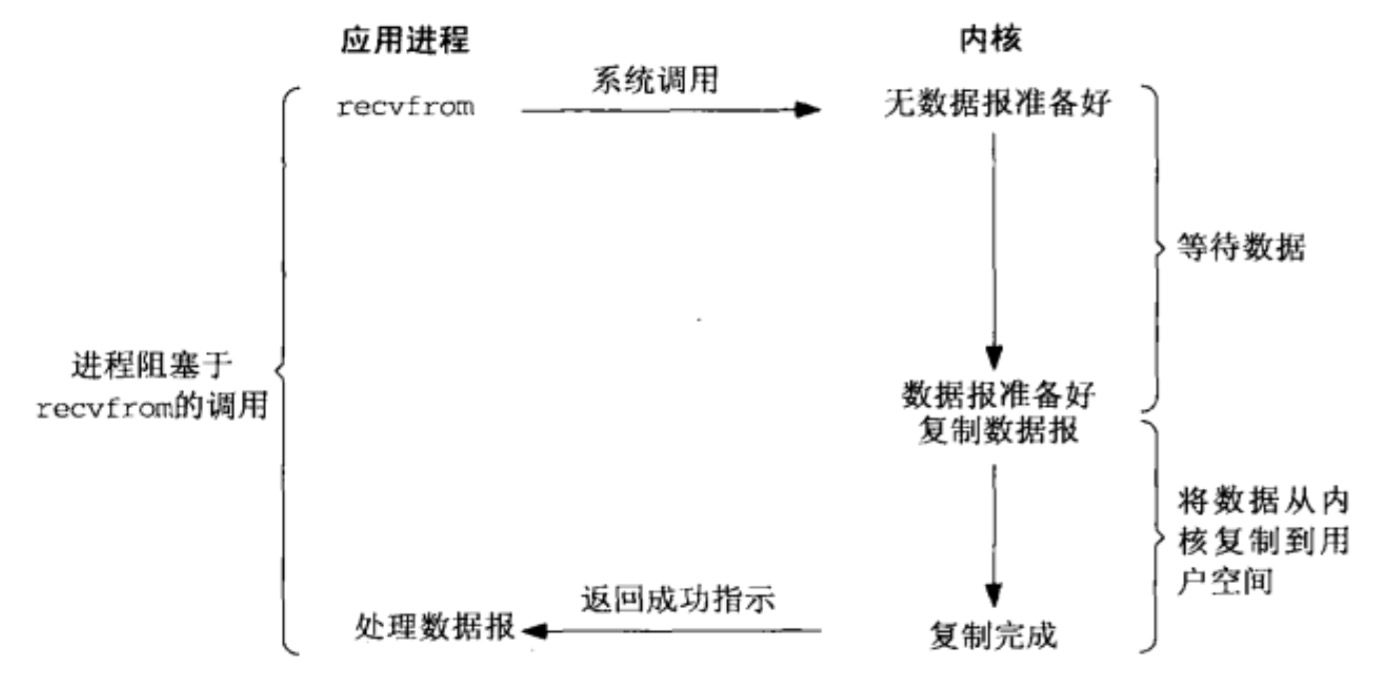 应用进程
内核
系统调用
recvfrom
无数据报准备好
等待数据
进程阻塞于
recvfrom的调用
数据报准备好
复制数据报
将数据从内
核复制到用
户空间
返回成功指示
处理数据报
复制完成